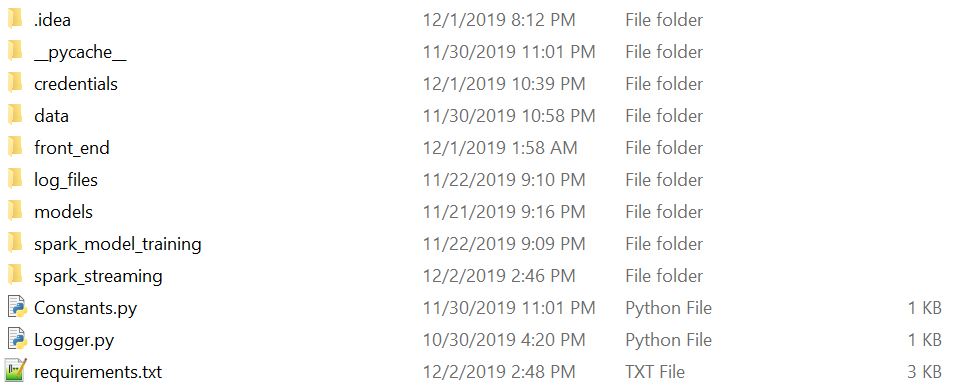 .idea 12/1/2019 8:12 PM File folder
__pycache__ 11/30/2019 11:01 PM File folder
credentials 12/1/2019 10:39 PM File folder
data 11/30/2019 10:58 PM File folder
front_end 12/1/2019 1:58 AM File folder
log_files 11/22/2019 9:10 PM File folder
models 11/21/2019 9:16 PM File folder
spark_model_training 11/22/2019 9:09 PM File folder
spark_streaming 12/2/2019 2:46 PM File folder
Constants.py 11/30/2019 11:01 PM Python File 1 KB
Logger.py 10/30/2019 4:20 PM Python File 1 KB
requirements.txt 12/2/2019 2:48 PM TXT File 3 KB